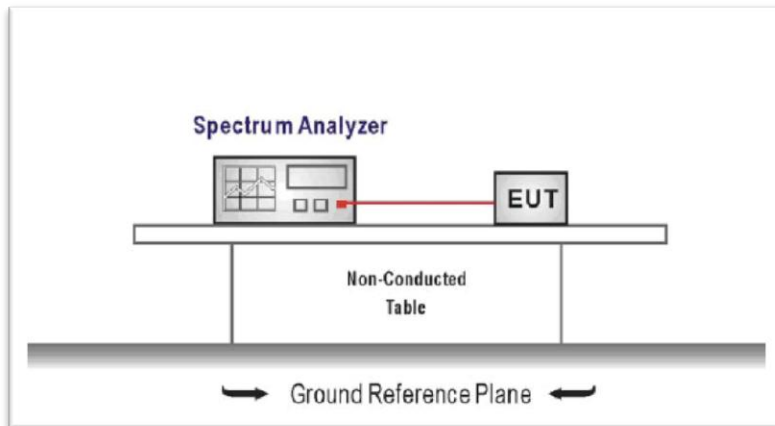 Spectrum Analyzer
EUT
Non-Conducted
Table
Ground Reference Plane